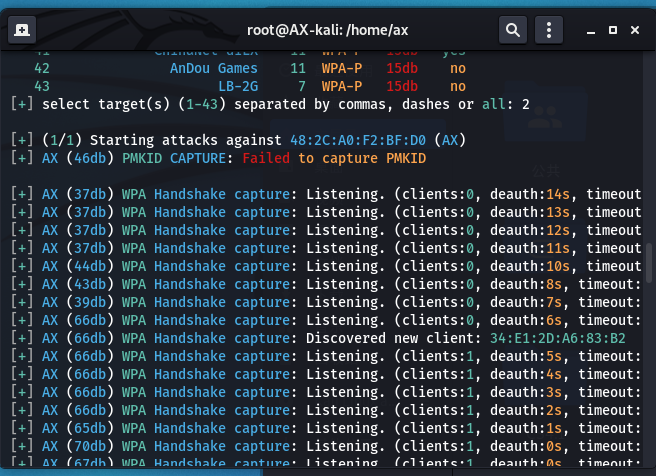 root@AX-kali: /home/ax
41 ChinaNet-diEX 11 WPA-P 15db yes
42 AnDou Games 11 WPA-P 15db no
43 LB-2G 7 WPA-P 15db no
[+] select target(s) (1-43) separated by commas, dashes or all: 2
[+] (1/1) Starting attacks against 48:2C:A0:F2:BF:D0 (AX)
[+] AX (46db) PMKID CAPTURE: Failed to capture PMKID
[+] AX (37db) WPA Handshake capture: Listening. (clients:0, deauth:14s, timeout
[+] AX (37db) WPA Handshake capture: Listening. (clients:0, deauth:13s, timeout
[+] AX (37db) WPA Handshake capture: Listening. (clients:0, deauth:12s, timeout
[+] AX (37db) WPA Handshake capture: Listening. (clients:0, deauth:11s, timeout
[+] AX (44db) WPA Handshake capture: Listening. (clients:0, deauth:10s, timeout
[+] AX (43db) WPA Handshake capture: Listening. (clients:0, deauth:8s, timeout:
[+] AX (39db) WPA Handshake capture: Listening. (clients:0, deauth:7s, timeout:
[+] AX (66db) WPA Handshake capture: Listening. (clients:0, deauth:6s, timeout:
[+] AX (66db) WPA Handshake capture: Discovered new client: 34:E1:2D:A6:83:B2
[+] AX (66db) WPA Handshake capture: Listening. (clients:1, deauth:5s, timeout:
[+] AX (66db) WPA Handshake capture: Listening. (clients:1, deauth:4s, timeout:
[+] AX (66db) WPA Handshake capture: Listening. (clients:1, deauth:3s, timeout:
[+] AX (66db) WPA Handshake capture: Listening. (clients:1, deauth:2s, timeout:
[+] AX (65db) WPA Handshake capture: Listening. (clients:1, deauth:1s, timeout:
[+] AX (70db) WPA Handshake capture: Listening. (clients:1, deauth:0s, timeout:
[+] AX (67db) WPA Handshake capture: Listening. (clients:1, deauth:0s, timeout: